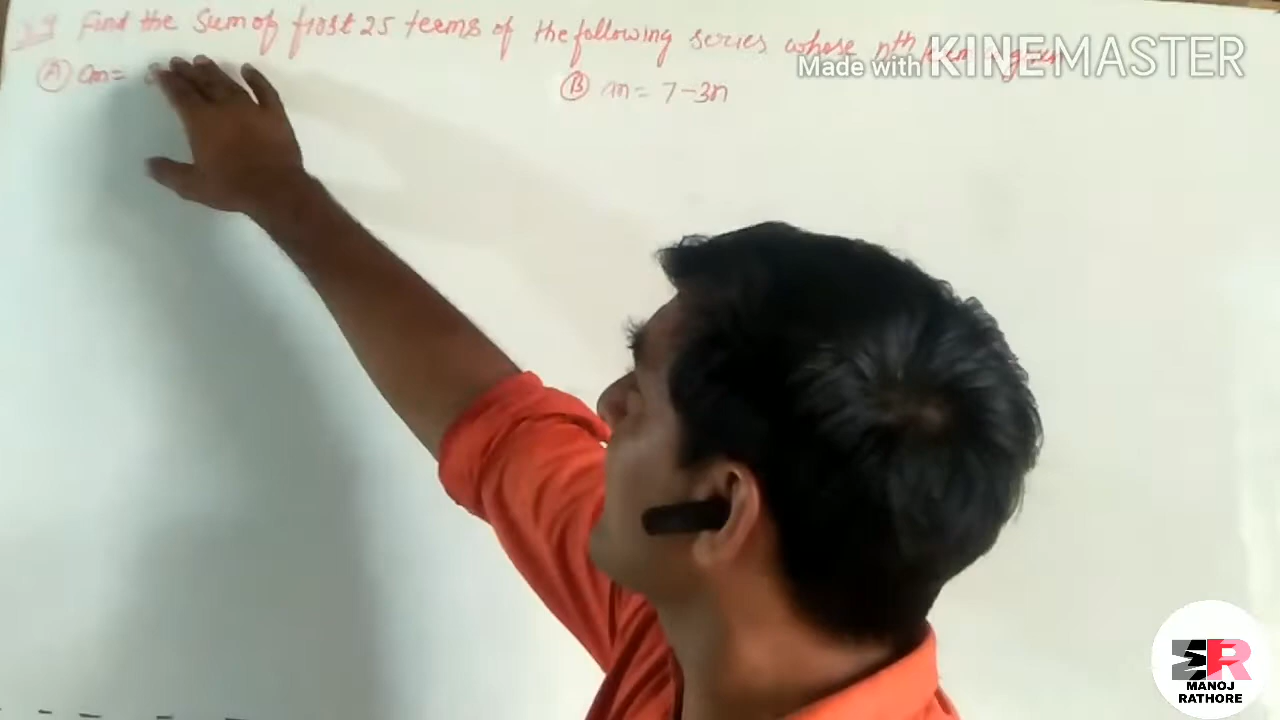 Find the Sum of first 25 terms of the following series whose nth
Made with KINEMASTER
(A) an =
(B) an = 7-3n
3R
MANOJ
RATHORE